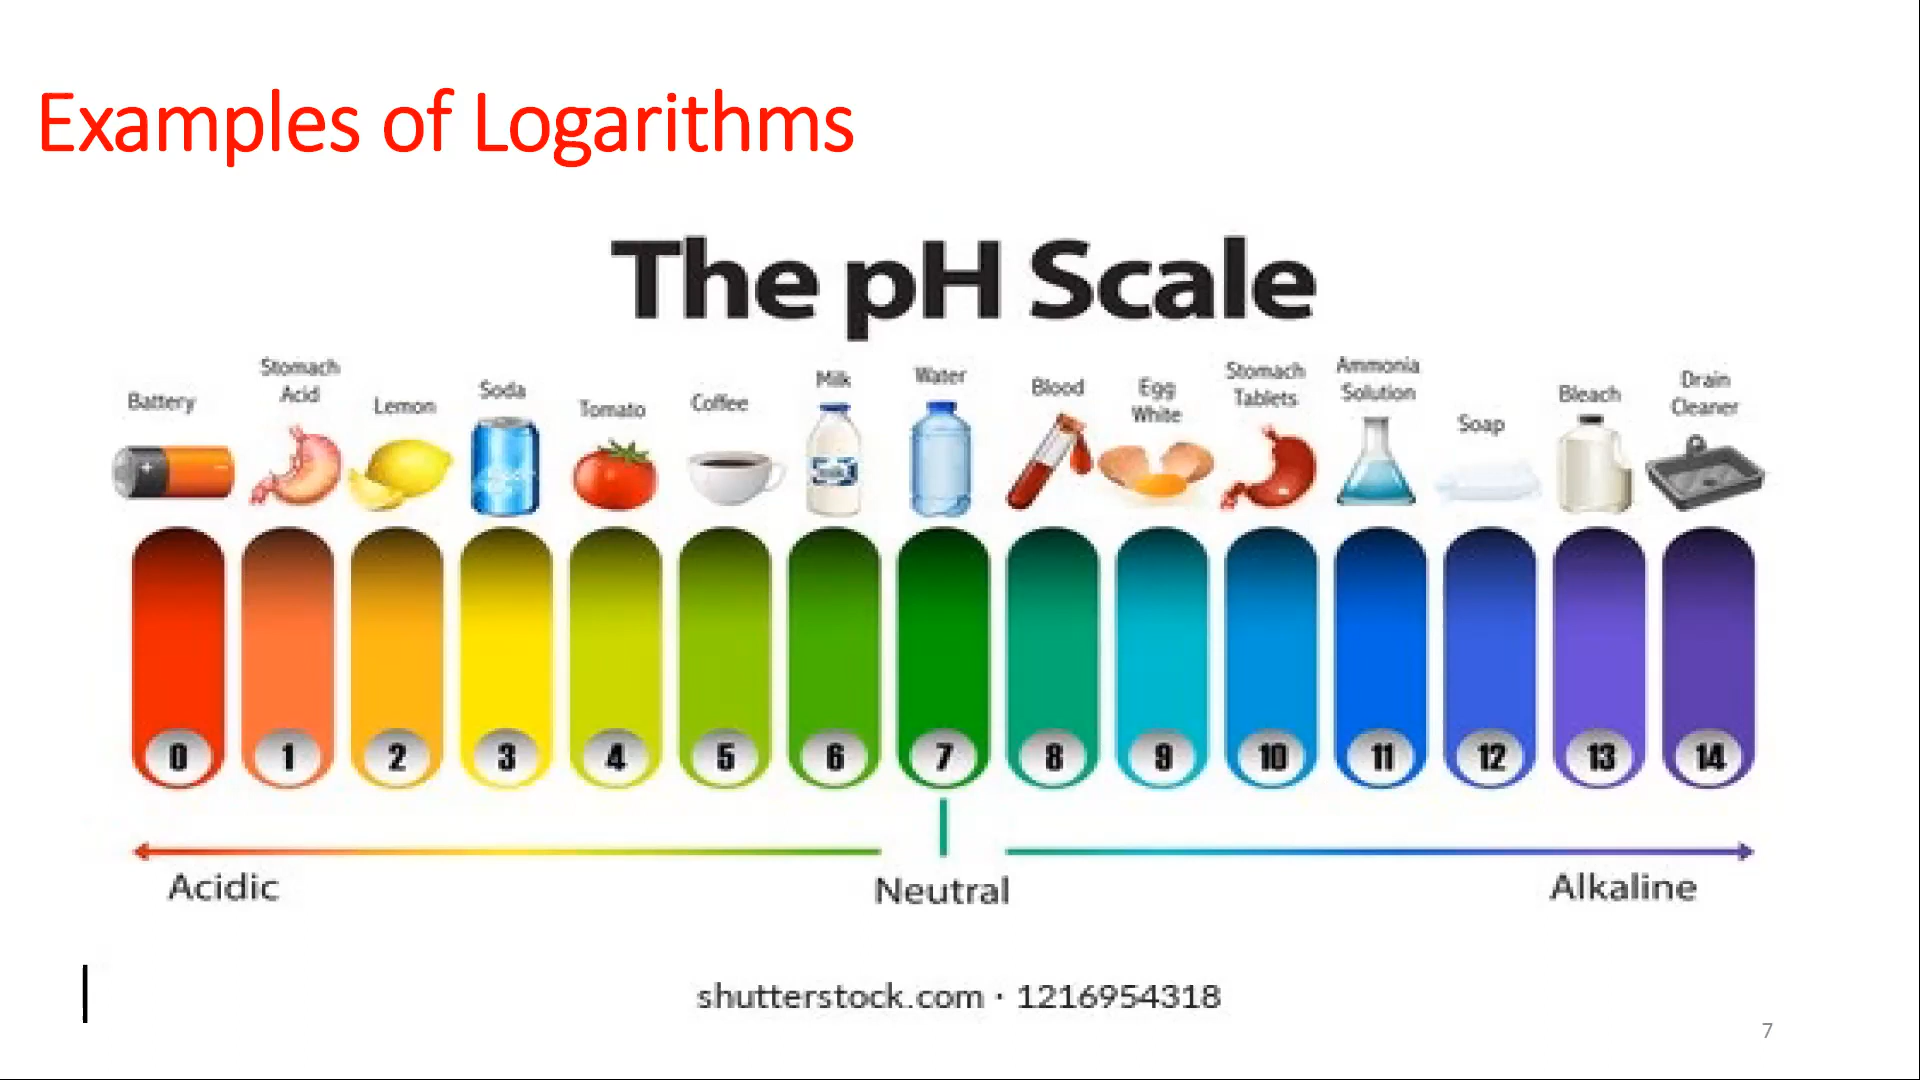 Examples of Logarithms
The pH Scale
Battery
Stomach
Acid
Lemon
Soda
Tomato
Coffee
Milk
Water
Blood
Egg
White
Stomach
Tablets
Ammonia
Solution
Soap
Bleach
Drain
Cleaner
milk
0 1 2 3 4 5 6 7 8 9 10 11 12 13 14
Acidic Neutral Alkaline
shutterstock.com · 1216954318
7